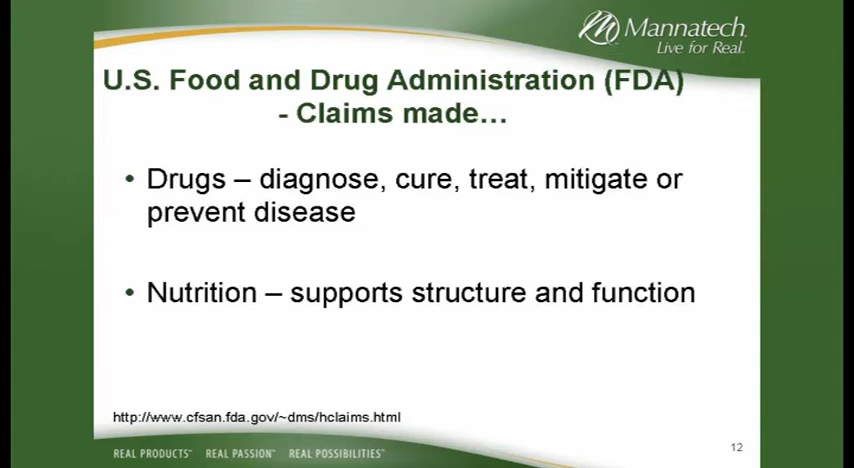 Mannatech
Live for Real™
U.S. Food and Drug Administration (FDA)
- Claims made…
• Drugs – diagnose, cure, treat, mitigate or
prevent disease
• Nutrition – supports structure and function
http://www.cfsan.fda.gov/~dms/hclaims.html
12
REAL PRODUCTS™ REAL PASSION™ REAL POSSIBILITIES™